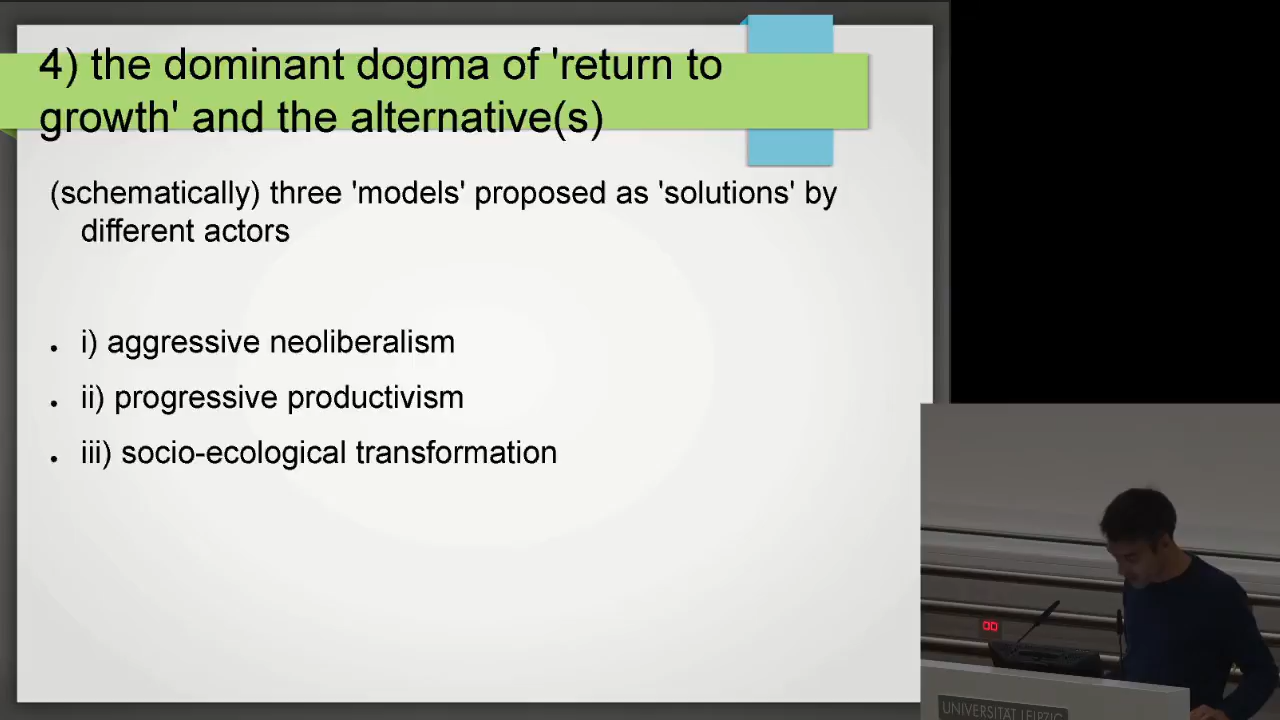 4) the dominant dogma of 'return to
growth' and the alternative(s)
(schematically) three 'models' proposed as 'solutions' by
different actors
• i) aggressive neoliberalism
• ii) progressive productivism
• iii) socio-ecological transformation
00
UNIVERSITÄT LEIPZIG